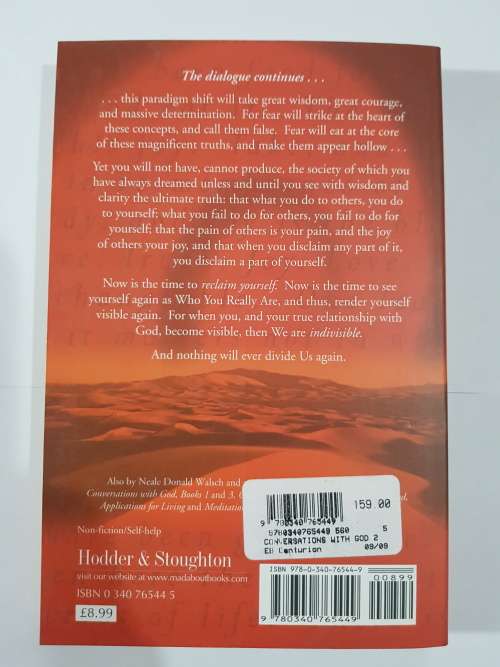 The dialogue continues . . .
. . . this paradigm shift will take great wisdom, great courage,
and massive determination. For fear will strike at the heart of
these concepts, and call them false. Fear will eat at the core
of these magnificent truths, and make them appear hollow . . .
Yet you will not have, cannot produce, the society of which you
have always dreamed unless and until you see with wisdom and
clarity the ultimate truth: that what you do to others, you do
to yourself; what you fail to do for others, you fail to do for
yourself; that the pain of others is your pain, and the joy
of others your joy, and that when you disclaim any part of it,
you disclaim a part of yourself.
Now is the time to reclaim yourself. Now is the time to see
yourself again as Who You Really Are, and thus, render yourself
visible again. For when you, and your true relationship with
God, become visible, then We are indivisible.
And nothing will ever divide Us again.
Also by Neale Donald Walsch and
Conversations with God, Books 1 and 3.
Applications for Living and
Non-fiction/Self-help
Hodder & Stoughton
visit our website at www.madaboutbooks.com
ISBN 0 340 76544 5
£8.99
159.00
9 780340 765449
9780340765449 560 5
CONVERSATIONS WITH GOD 2
EB Centurion 09/09
ISBN 978-0-340-76544-9
00899
9 780340 765449